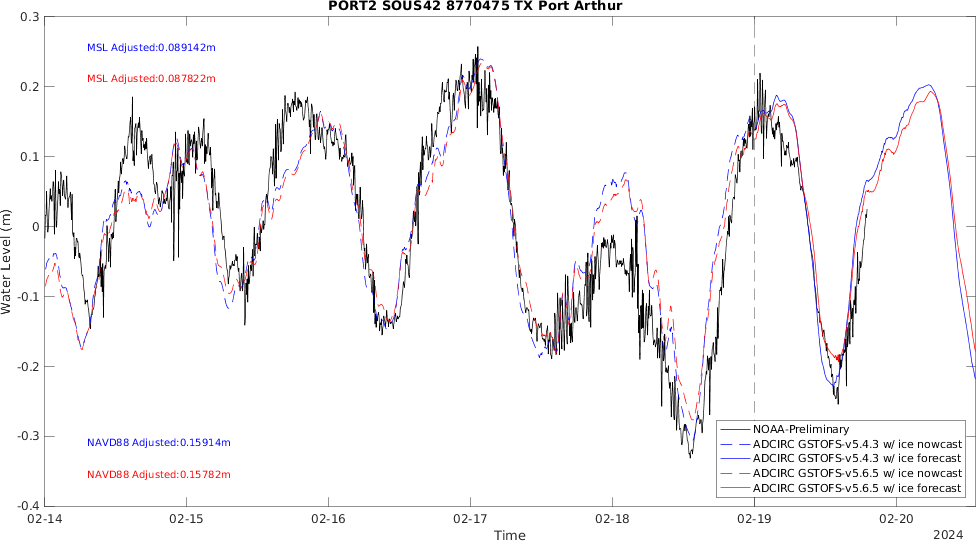 PORT2 SOUS42 8770475 TX Port Arthur
0.3
MSL Adjusted:0.089142m
MSL Adjusted:0.087822m
0.2
0.1
0
-0.1
-0.2
-0.3
-0.4
Water Level (m)
NAVD88 Adjusted:0.15914m
NAVD88 Adjusted:0.15782m
NOAA-Preliminary
ADCIRC GSTOFS-v5.4.3 w/ ice nowcast
ADCIRC GSTOFS-v5.4.3 w/ ice forecast
ADCIRC GSTOFS-v5.6.5 w/ ice nowcast
ADCIRC GSTOFS-v5.6.5 w/ ice forecast
02-14 02-15 02-16 02-17 02-18 02-19 02-20
Time
2024